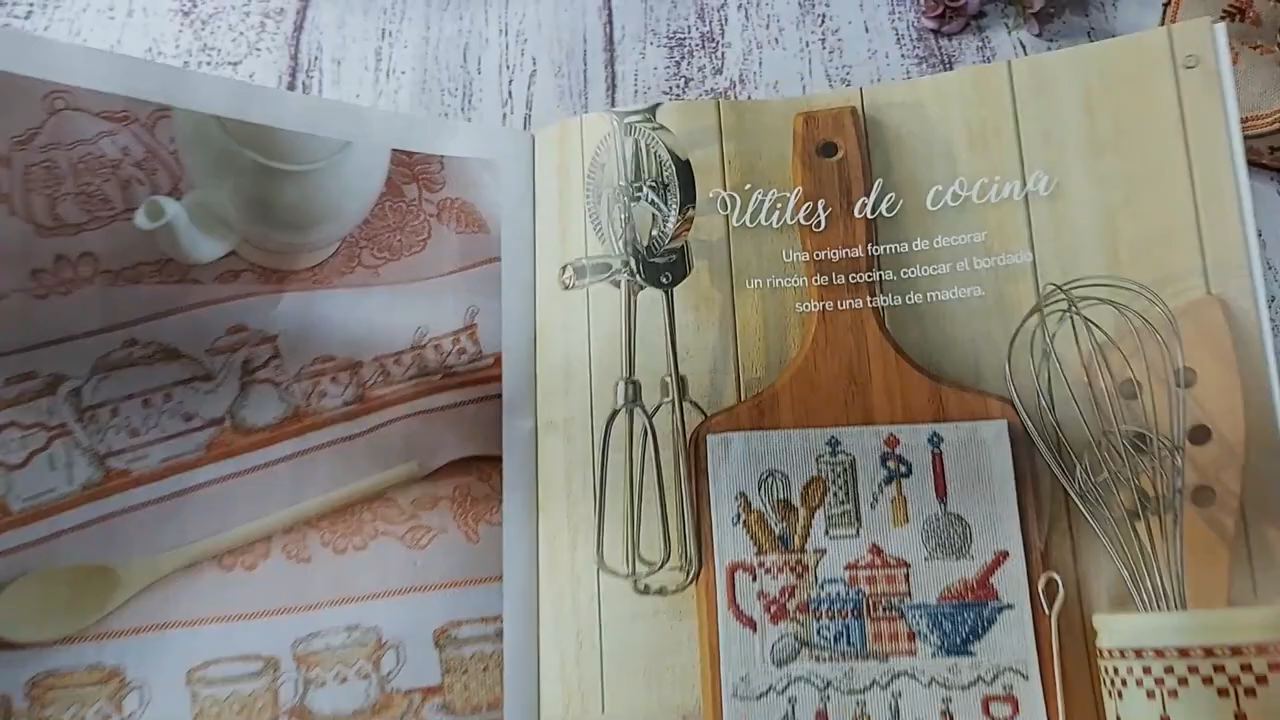 Útiles de cocina
Una original forma de decorar
un rincón de la cocina, colocar el bordado
sobre una tabla de madera.
Sal